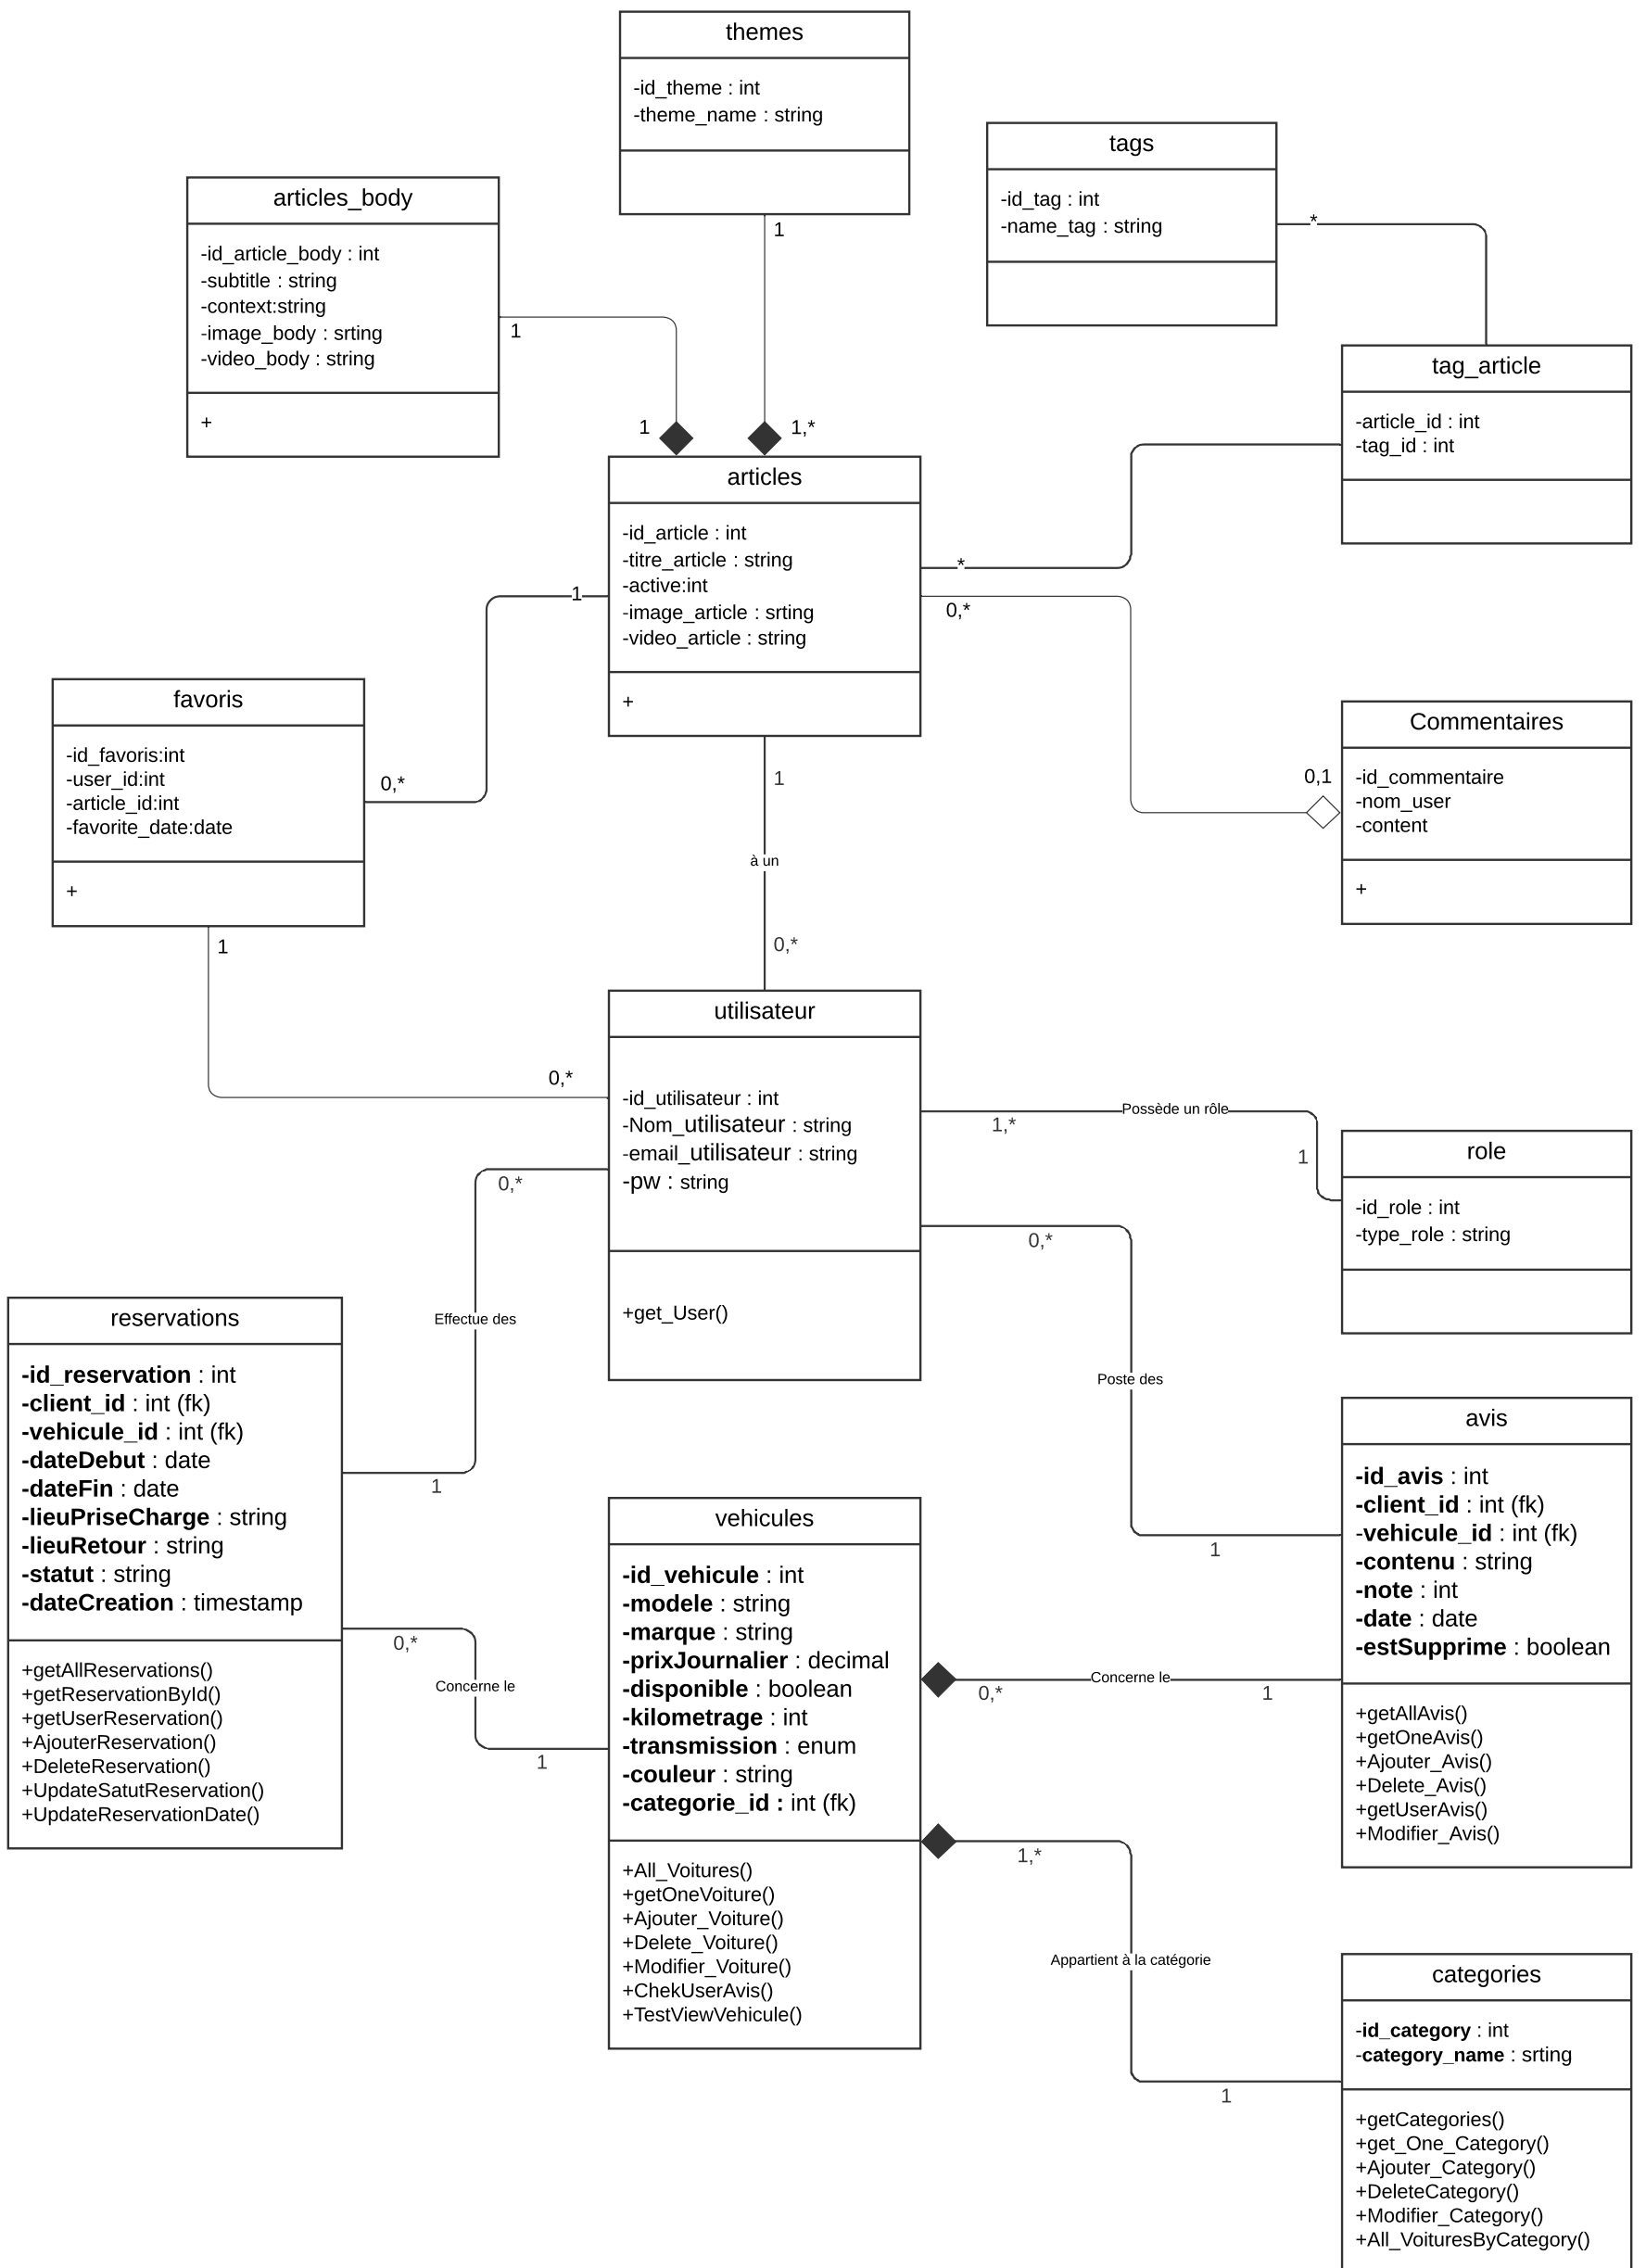 themes
-id_theme : int
-theme_name : string
1
tags
-id_tag : int
-name_tag : string
*
articles_body
-id_article_body : int
-subtitle : string
-context:string
-image_body : srting
-video_body : string
+
1
1
1,*
tag_article
-article_id : int
-tag_id : int
articles
-id_article : int
-titre_article : string
-active:int
-image_article : srting
-video_article : string
+
*
0,*
1
favoris
-id_favoris:int
-user_id:int
-article_id:int
-favorite_date:date
+
0,*
1
Commentaires
-id_commentaire
-nom_user
-content
+
0,1
1
à un
0,*
utilisateur
-id_utilisateur : int
-Nom_utilisateur : string
-email_utilisateur : string
-pw : string
+get_User()
0,*
1,*
Possède un rôle
1
role
-id_role : int
-type_role : string
0,*
Effectue des
1
0,*
Poste des
1
reservations
-id_reservation : int
-client_id : int (fk)
-vehicule_id : int (fk)
-dateDebut : date
-dateFin : date
-lieuPriseCharge : string
-lieuRetour : string
-statut : string
-dateCreation : timestamp
+getAllReservations()
+getReservationById()
+getUserReservation()
+AjouterReservation()
+DeleteReservation()
+UpdateSatutReservation()
+UpdateReservationDate()
0,*
Concerne le
1
vehicules
-id_vehicule : int
-modele : string
-marque : string
-prixJournalier : decimal
-disponible : boolean
-kilometrage : int
-transmission : enum
-couleur : string
-categorie_id : int (fk)
+All_Voitures()
+getOneVoiture()
+Ajouter_Voiture()
+Delete_Voiture()
+Modifier_Voiture()
+ChekUserAvis()
+TestViewVehicule()
avis
-id_avis : int
-client_id : int (fk)
-vehicule_id : int (fk)
-contenu : string
-note : int
-date : date
-estSupprime : boolean
+getAllAvis()
+getOneAvis()
+Ajouter_Avis()
+Delete_Avis()
+getUserAvis()
+Modifier_Avis()
0,*
Concerne le
1
1,*
Appartient à la catégorie
1
categories
-id_category : int
-category_name : srting
+getCategories()
+get_One_Category()
+Ajouter_Category()
+DeleteCategory()
+Modifier_Category()
+All_VoituresByCategory()